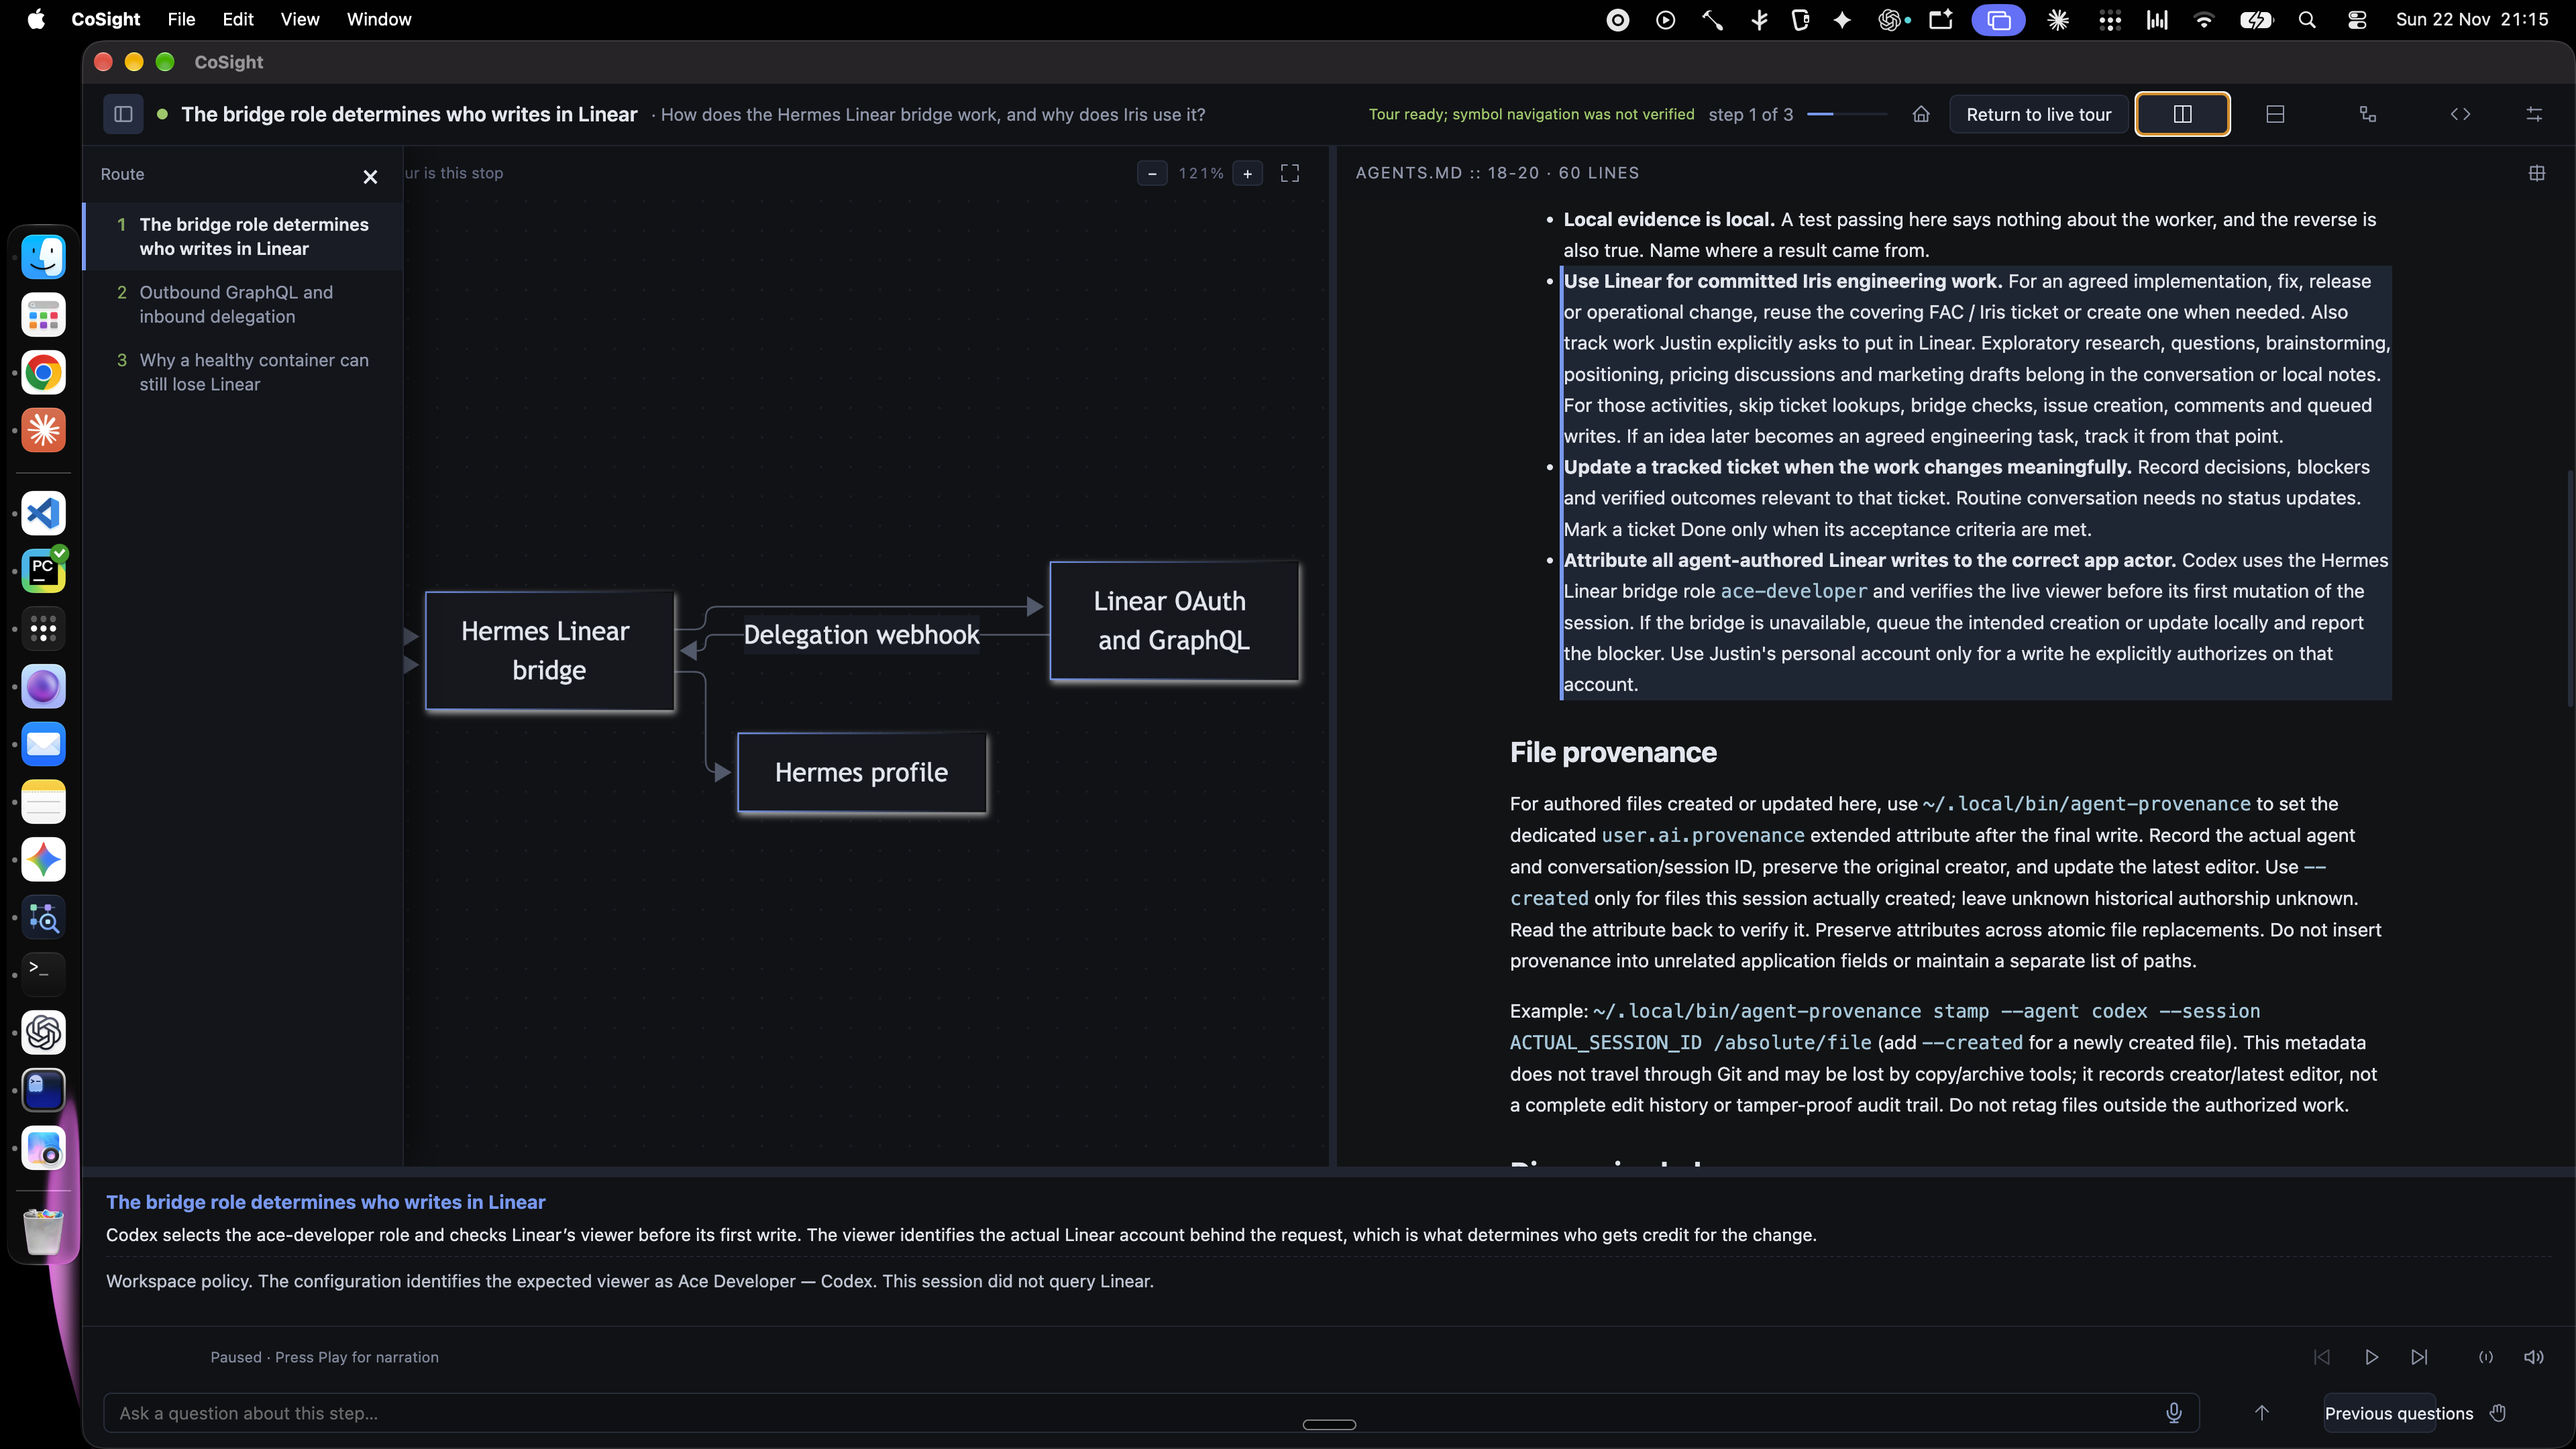 CoSight File Edit View Window
Sun 22 Nov 21:15
CoSight
The bridge role determines who writes in Linear · How does the Hermes Linear bridge work, and why does Iris use it?
Tour ready; symbol navigation was not verified step 1 of 3
Return to live tour
Route
1 The bridge role determines
who writes in Linear
2 Outbound GraphQL and
inbound delegation
3 Why a healthy container can
still lose Linear
ur is this stop
− 121% +
Hermes Linear
bridge
Delegation webhook
Linear OAuth
and GraphQL
Hermes profile
AGENTS.MD :: 18-20 · 60 LINES
• Local evidence is local. A test passing here says nothing about the worker, and the reverse is
also true. Name where a result came from.
• Use Linear for committed Iris engineering work. For an agreed implementation, fix, release
or operational change, reuse the covering FAC / Iris ticket or create one when needed. Also
track work Justin explicitly asks to put in Linear. Exploratory research, questions, brainstorming,
positioning, pricing discussions and marketing drafts belong in the conversation or local notes.
For those activities, skip ticket lookups, bridge checks, issue creation, comments and queued
writes. If an idea later becomes an agreed engineering task, track it from that point.
• Update a tracked ticket when the work changes meaningfully. Record decisions, blockers
and verified outcomes relevant to that ticket. Routine conversation needs no status updates.
Mark a ticket Done only when its acceptance criteria are met.
• Attribute all agent-authored Linear writes to the correct app actor. Codex uses the Hermes
Linear bridge role ace-developer and verifies the live viewer before its first mutation of the
session. If the bridge is unavailable, queue the intended creation or update locally and report
the blocker. Use Justin's personal account only for a write he explicitly authorizes on that
account.
File provenance
For authored files created or updated here, use ~/.local/bin/agent-provenance to set the
dedicated user.ai.provenance extended attribute after the final write. Record the actual agent
and conversation/session ID, preserve the original creator, and update the latest editor. Use --
created only for files this session actually created; leave unknown historical authorship unknown.
Read the attribute back to verify it. Preserve attributes across atomic file replacements. Do not insert
provenance into unrelated application fields or maintain a separate list of paths.
Example: ~/.local/bin/agent-provenance stamp --agent codex --session
ACTUAL_SESSION_ID /absolute/file (add --created for a newly created file). This metadata
does not travel through Git and may be lost by copy/archive tools; it records creator/latest editor, not
a complete edit history or tamper-proof audit trail. Do not retag files outside the authorized work.
PC
The bridge role determines who writes in Linear
Codex selects the ace-developer role and checks Linear’s viewer before its first write. The viewer identifies the actual Linear account behind the request, which is what determines who gets credit for the change.
Workspace policy. The configuration identifies the expected viewer as Ace Developer — Codex. This session did not query Linear.
Paused · Press Play for narration
Ask a question about this step...
Previous questions